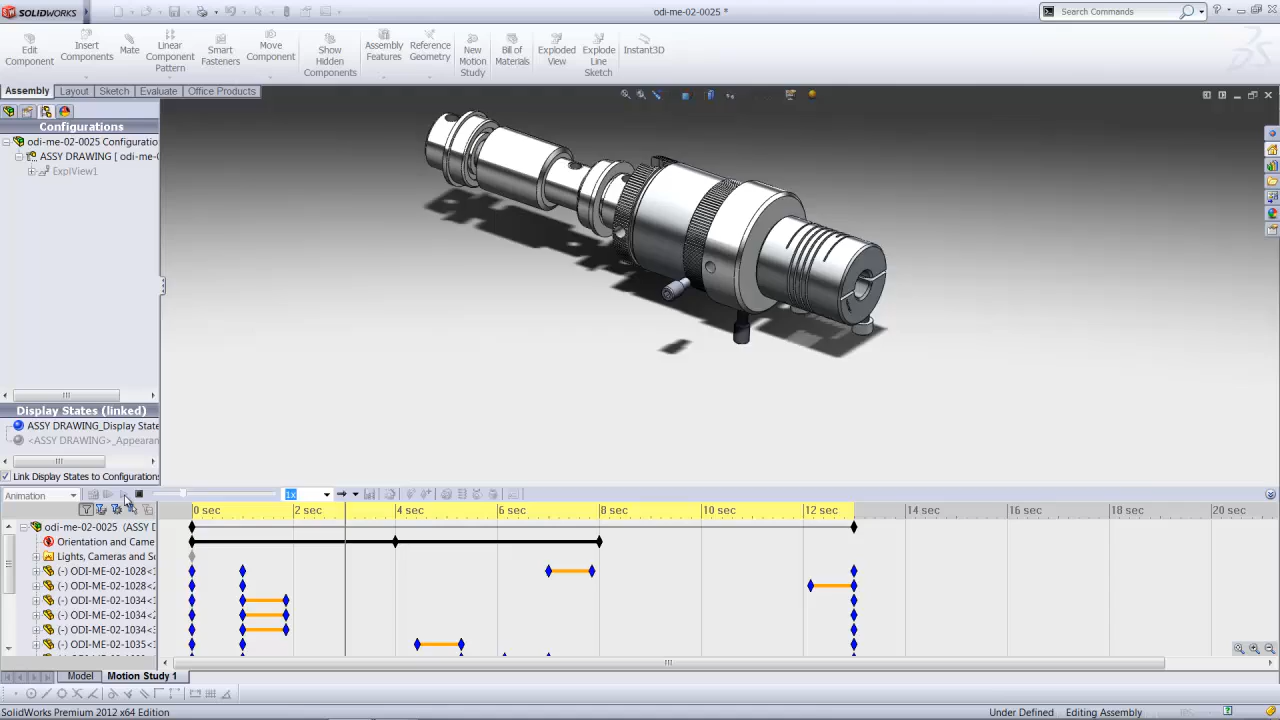 SOLIDWORKS
odi-me-02-0025 *
Search Commands
Edit Component
Insert Components
Mate
Linear Component Pattern
Smart Fasteners
Move Component
Show Hidden Components
Assembly Features
Reference Geometry
New Motion Study
Bill of Materials
Exploded View
Explode Line Sketch
Instant3D
Assembly
Layout
Sketch
Evaluate
Office Products
Configurations
odi-me-02-0025 Configuratio
ASSY DRAWING [ odi-me-
ExplView1
Display States (linked)
ASSY DRAWING_Display State
<ASSY DRAWING>_Appearan
Link Display States to Configurations
Animation
1x
0 sec
2 sec
4 sec
6 sec
8 sec
10 sec
12 sec
14 sec
16 sec
18 sec
20 sec
odi-me-02-0025 (ASSY D
Orientation and Came
Lights, Cameras and Sc
(-) ODI-ME-02-1028<
(-) ODI-ME-02-1028<
(-) ODI-ME-02-1034<
(-) ODI-ME-02-1034<
(-) ODI-ME-02-1034<
(-) ODI-ME-02-1035<
Model
Motion Study 1
SolidWorks Premium 2012 x64 Edition
Under Defined
Editing Assembly